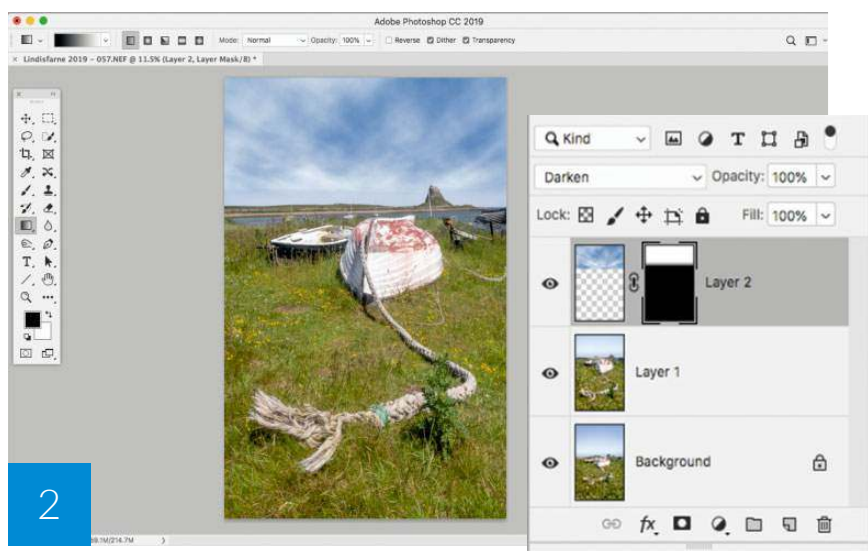 Adobe Photoshop CC 2019
Mode: Normal Opacity: 100% Reverse Dither Transparency
× Lindisfarne 2019 – 057.NEF @ 11.5% (Layer 2, Layer Mask/8) *
Kind
Darken Opacity: 100%
Lock: Fill: 100%
Layer 2
Layer 1
Background
fx
2